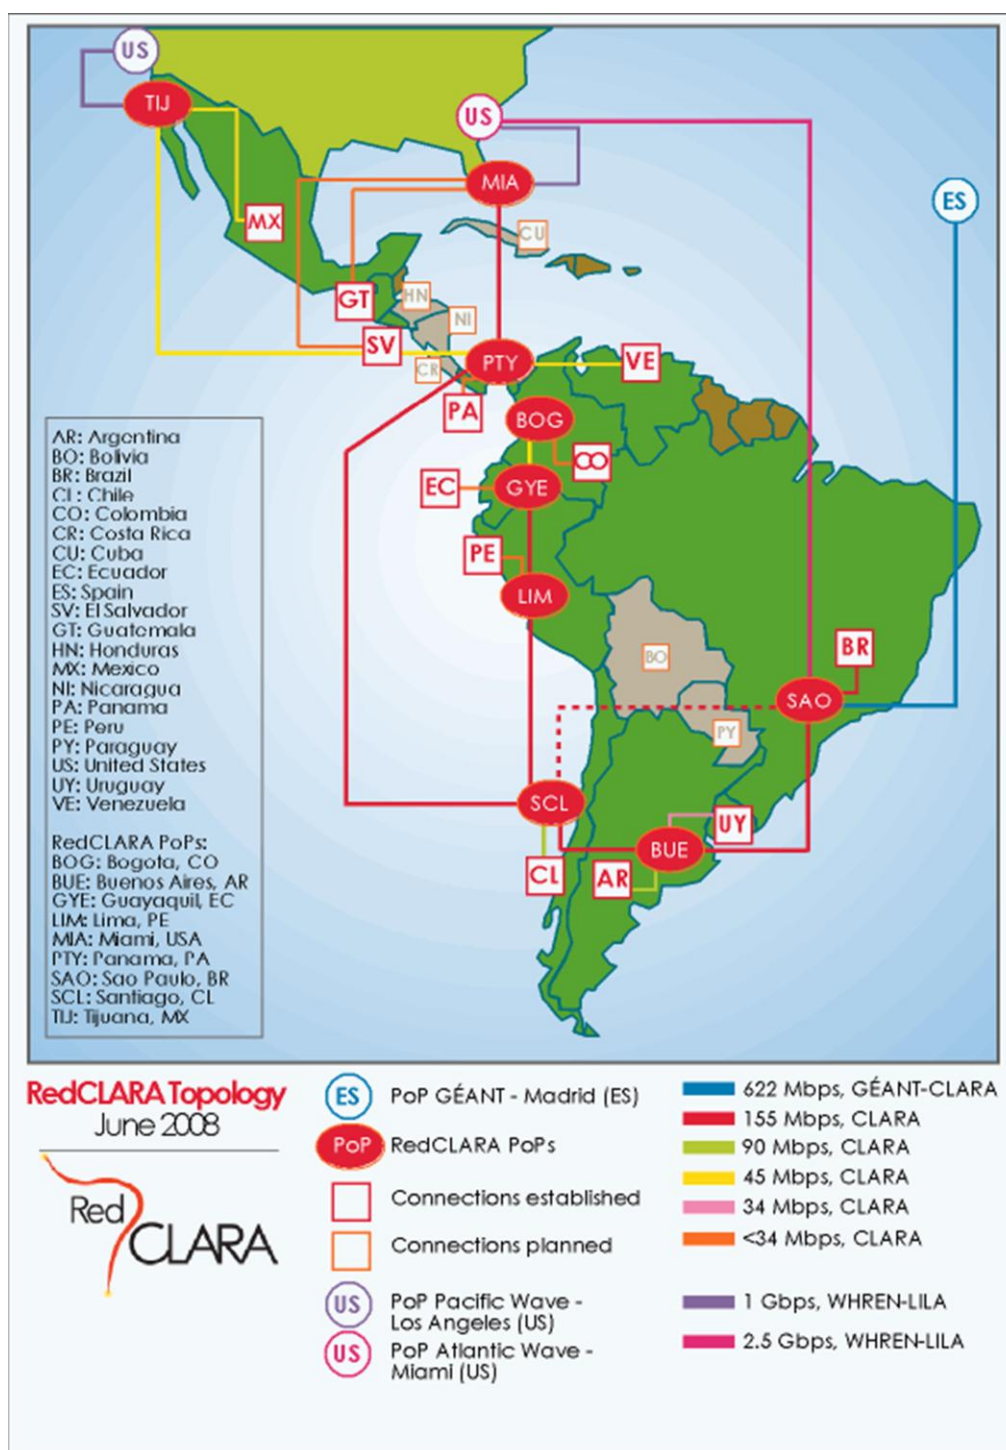 US
TIJ
US
MIA
ES
MX
CU
GT
HN
NI
SV
CR
PTY
VE
PA
BOG
CO
EC
GYE
PE
LIM
BO
BR
SAO
PY
SCL
UY
BUE
CL
AR
AR: Argentina
BO: Bolivia
BR: Brazil
CL: Chile
CO: Colombia
CR: Costa Rica
CU: Cuba
EC: Ecuador
ES: Spain
SV: El Salvador
GT: Guatemala
HN: Honduras
MX: Mexico
NI: Nicaragua
PA: Panama
PE: Peru
PY: Paraguay
US: United States
UY: Uruguay
VE: Venezuela
RedCLARA PoPs:
BOG: Bogota, CO
BUE: Buenos Aires, AR
GYE: Guayaquil, EC
LIM: Lima, PE
MIA: Miami, USA
PTY: Panama, PA
SAO: Sao Paulo, BR
SCL: Santiago, CL
TIJ: Tijuana, MX
RedCLARA Topology
June 2008
Red
CLARA
ES PoP GÉANT - Madrid (ES)
PoP RedCLARA PoPs
Connections established
Connections planned
US PoP Pacific Wave -
Los Angeles (US)
US PoP Atlantic Wave -
Miami (US)
622 Mbps, GÉANT-CLARA
155 Mbps, CLARA
90 Mbps, CLARA
45 Mbps, CLARA
34 Mbps, CLARA
<34 Mbps, CLARA
1 Gbps, WHREN-LILA
2.5 Gbps, WHREN-LILA